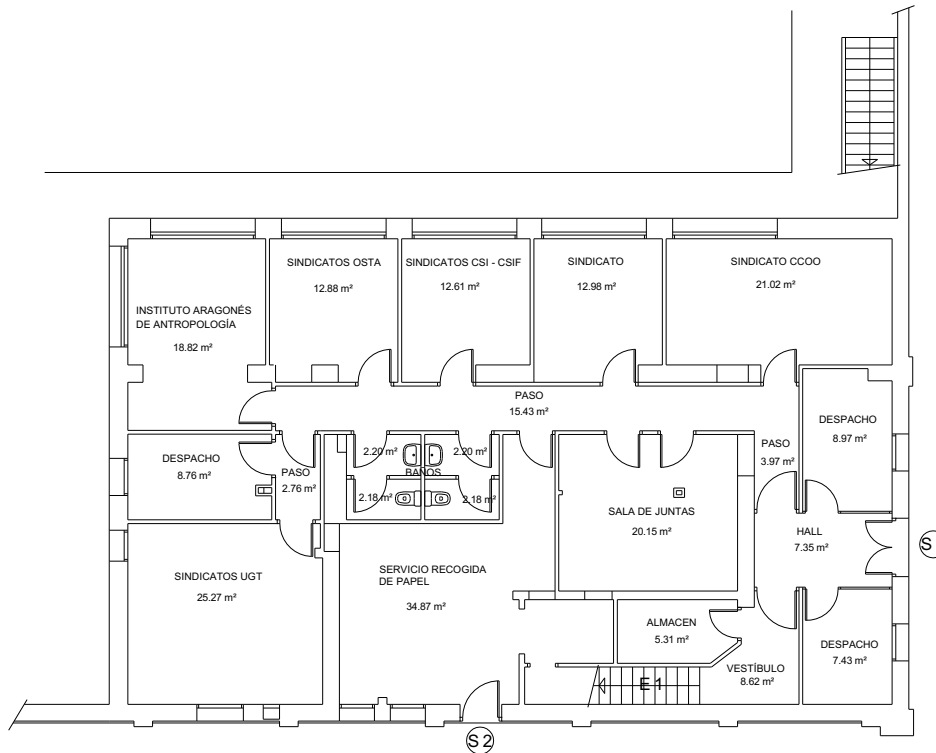 SINDICATOS OSTA
12.88 m²
SINDICATOS CSI - CSIF
12.61 m²
SINDICATO
12.98 m²
SINDICATO CCOO
21.02 m²
INSTITUTO ARAGONÉS
DE ANTROPOLOGÍA
18.82 m²
PASO
15.43 m²
DESPACHO
8.97 m²
DESPACHO
8.76 m²
PASO
2.76 m²
2.20 m²
2.20 m²
BAÑOS
2.18 m²
2.18 m²
PASO
3.97 m²
SALA DE JUNTAS
20.15 m²
HALL
7.35 m²
S
SINDICATOS UGT
25.27 m²
SERVICIO RECOGIDA
DE PAPEL
34.87 m²
ALMACEN
5.31 m²
DESPACHO
7.43 m²
VESTÍBULO
8.62 m²
E1
S2